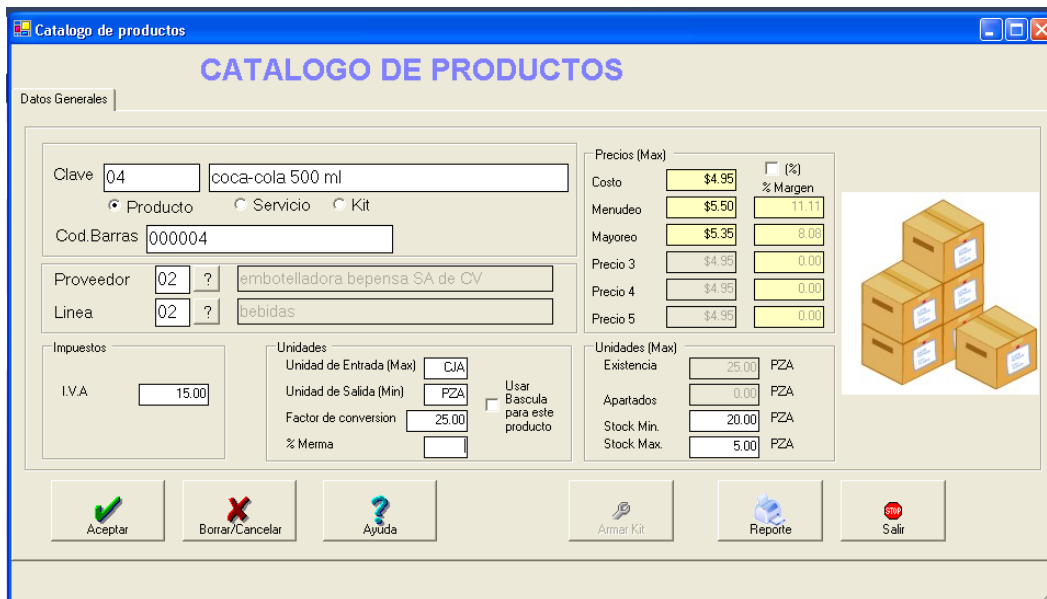 Catalogo de productos
CATALOGO DE PRODUCTOS
Datos Generales
Clave 04 coca-cola 500 ml
Producto Servicio Kit
Cod.Barras 000004
Proveedor 02 ? embotelladora bepensa SA de CV
Linea 02 ? bebidas
Precios (Max)
(%)
% Margen
Costo $4.95
Menudeo $5.50 11.11
Mayoreo $5.35 8.08
Precio 3 $4.95 0.00
Precio 4 $4.95 0.00
Precio 5 $4.95 0.00
Impuestos
I.V.A 15.00
Unidades
Unidad de Entrada (Max) CJA
Unidad de Salida (Min) PZA
Factor de conversion 25.00
% Merma
Usar
Bascula
para este
producto
Unidades (Max)
Existencia 25.00 PZA
Apartados 0.00 PZA
Stock Min. 20.00 PZA
Stock Max. 5.00 PZA
Aceptar
Borrar/Cancelar
?
Ayuda
Armar Kit
Reporte
STOP
Salir